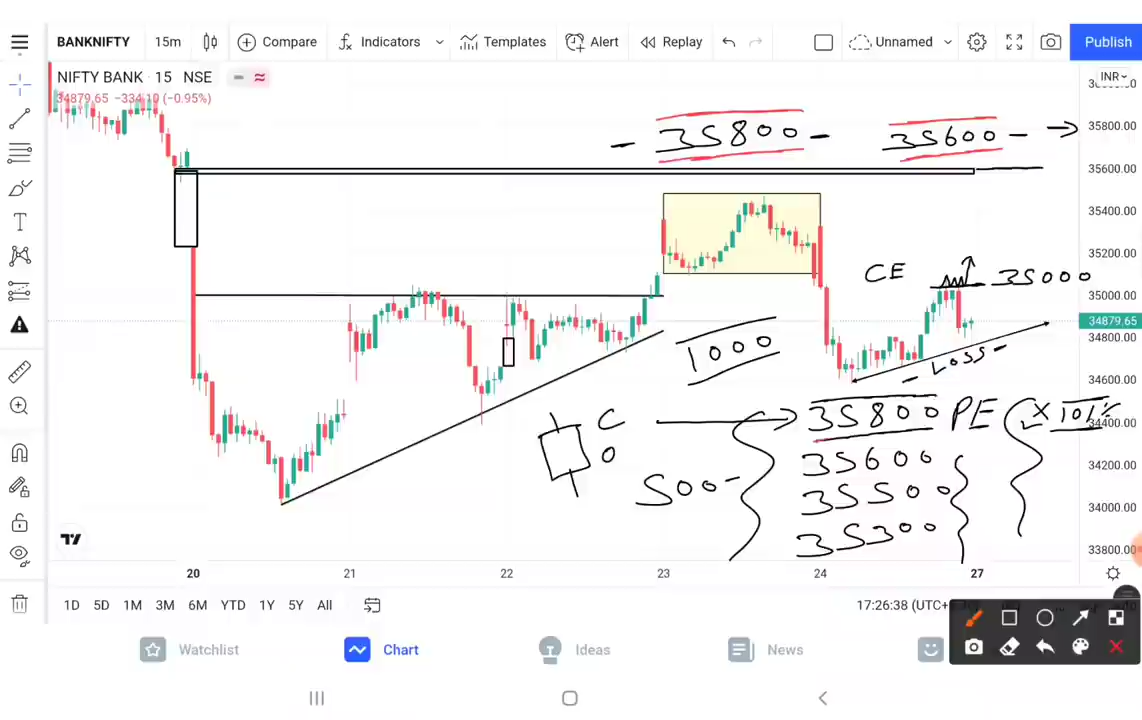 BANKNIFTY 15m Compare Indicators Templates Alert Replay Unnamed Publish
NIFTY BANK · 15 NSE
34879.65 −334.10 (−0.95%)
INR
- 35800 - 35600 - →
35800.00
35600.00
35400.00
35200.00
CE 35000
35000.00
34879.65
34800.00
1000
- LOSS -
34600.00
C → 35800 PE × 101%
34400.00
O 35600
34200.00
500- 35500
34000.00
35300
33800.00
20 21 22 23 24 27
1D 5D 1M 3M 6M YTD 1Y 5Y All 17:26:38
Watchlist Chart Ideas News